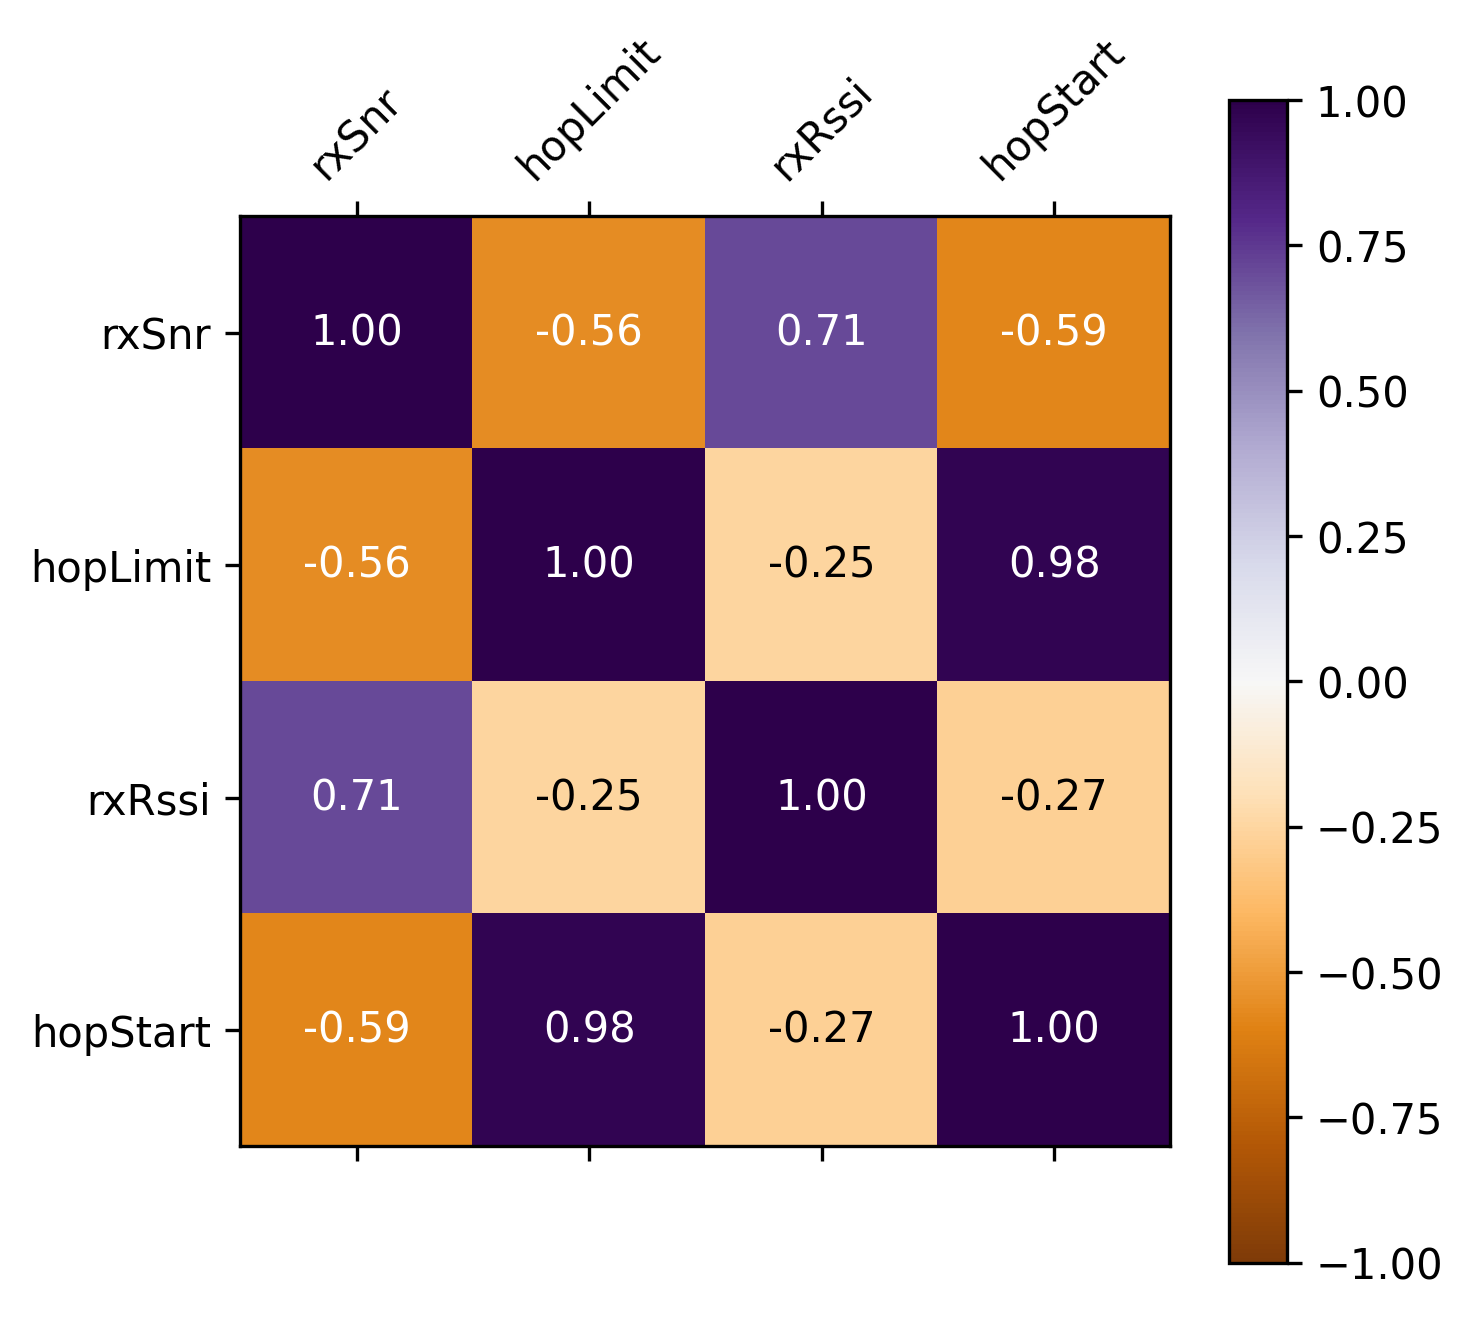 rxSnr hopLimit rxRssi hopStart
rxSnr 1.00 -0.56 0.71 -0.59
hopLimit -0.56 1.00 -0.25 0.98
rxRssi 0.71 -0.25 1.00 -0.27
hopStart -0.59 0.98 -0.27 1.00
1.00
0.75
0.50
0.25
0.00
−0.25
−0.50
−0.75
−1.00